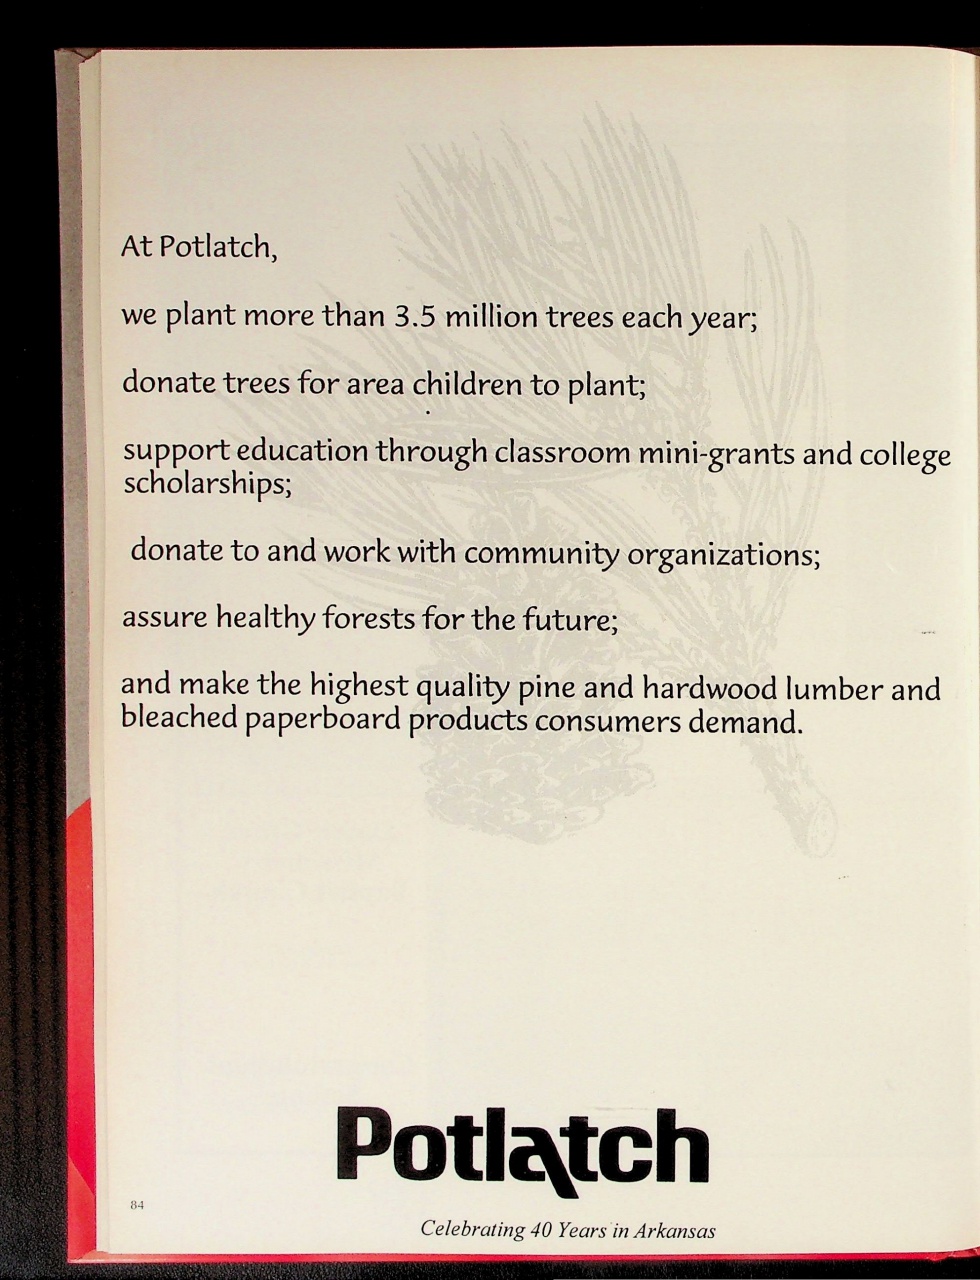 At Potlatch,
we plant more than 3.5 million trees each year;
donate trees for area children to plant;
support education through classroom mini-grants and college
scholarships;
donate to and work with community organizations;
assure healthy forests for the future;
and make the highest quality pine and hardwood lumber and
bleached paperboard products consumers demand.
Potlatch
84
Celebrating 40 Years in Arkansas